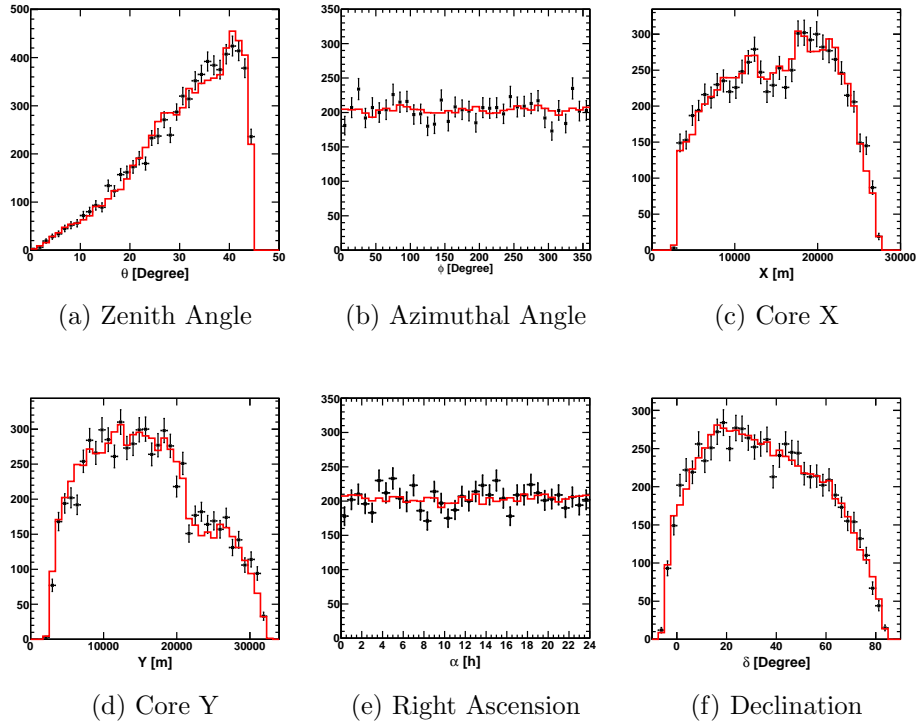 500
400
300
200
100
0
0 10 20 30 40 50
θ [Degree]
(a) Zenith Angle
350
300
250
200
150
100
50
0
0 50 100 150 200 250 300 350
ϕ [Degree]
(b) Azimuthal Angle
300
250
200
150
100
50
0
0 10000 20000 30000
X [m]
(c) Core X
300
250
200
150
100
50
0
0 10000 20000 30000
Y [m]
(d) Core Y
350
300
250
200
150
100
50
0
0 2 4 6 8 10 12 14 16 18 20 22 24
α [h]
(e) Right Ascension
350
300
250
200
150
100
50
0
0 20 40 60 80
δ [Degree]
(f) Declination